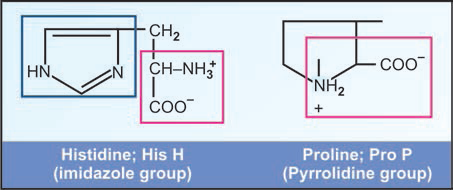 CH₂
HN
N
CH–NH₃⁺
COO⁻
COO⁻
NH₂
+
Histidine; His H
(imidazole group)
Proline; Pro P
(Pyrrolidine group)